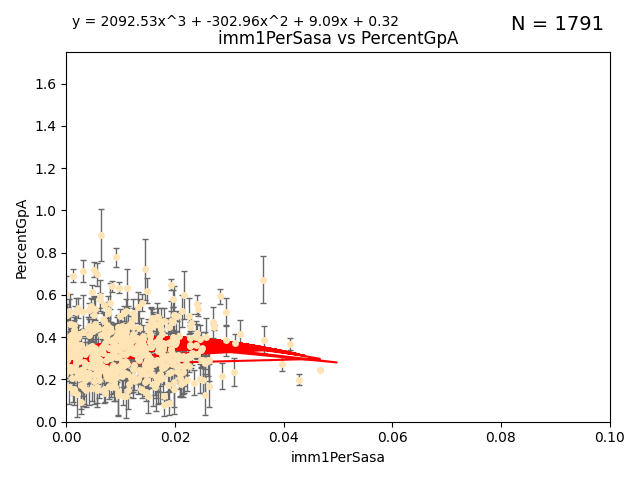 y = 2092.53x^3 + -302.96x^2 + 9.09x + 0.32
N = 1791
imm1PerSasa vs PercentGpA
PercentGpA
1.6
1.4
1.2
1.0
0.8
0.6
0.4
0.2
0.0
0.00 0.02 0.04 0.06 0.08 0.10
imm1PerSasa